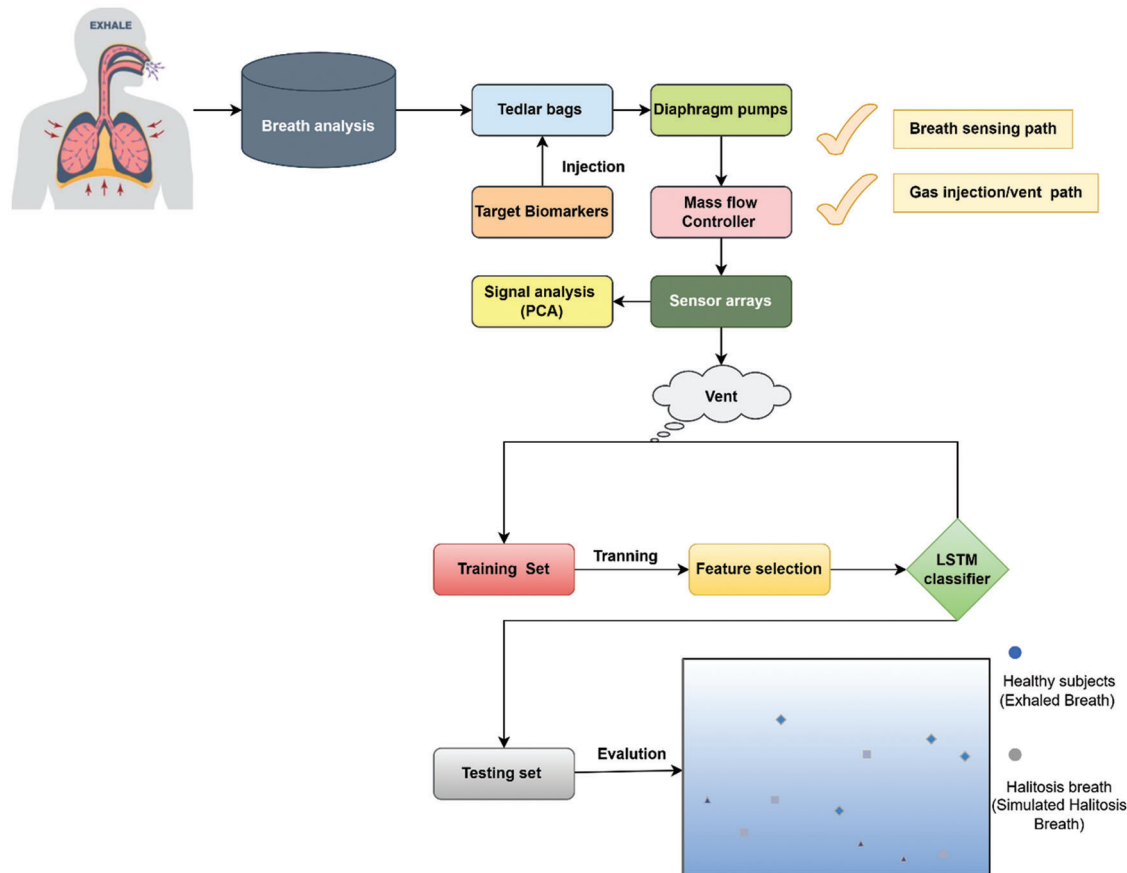 EXHALE
Breath analysis
Tedlar bags
Diaphragm pumps
Breath sensing path
Injection
Target Biomarkers
Mass flow
Controller
Gas injection/vent path
Signal analysis
(PCA)
Sensor arrays
Vent
Training Set
Tranning
Feature selection
LSTM
classifier
Healthy subjects
(Exhaled Breath)
Testing set
Evalution
Halitosis breath
(Simulated Halitosis
Breath)